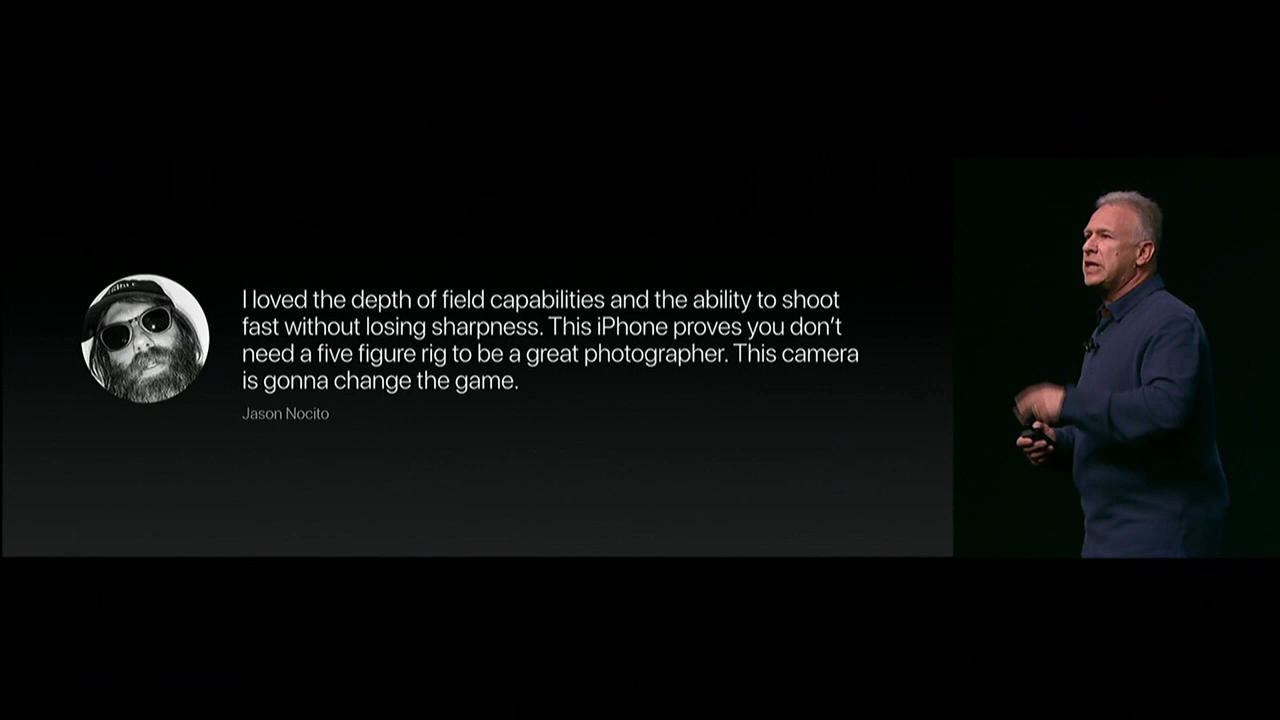 I loved the depth of field capabilities and the ability to shoot
fast without losing sharpness. This iPhone proves you don't
need a five figure rig to be a great photographer. This camera
is gonna change the game.
Jason Nocito